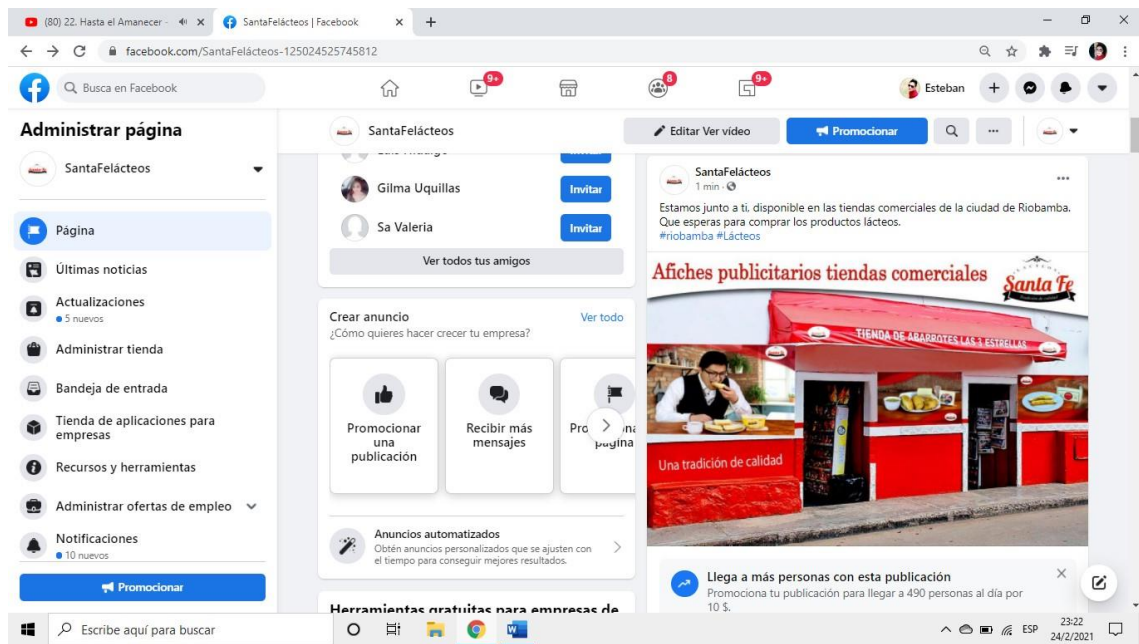 (80) 22. Hasta el Amanecer -
SantaFelácteos | Facebook
facebook.com/SantaFelácteos-125024525745812
Busca en Facebook
9+
8
9+
Esteban
Administrar página
SantaFelácteos
Página
Últimas noticias
Actualizaciones
5 nuevos
Administrar tienda
Bandeja de entrada
Tienda de aplicaciones para
empresas
Recursos y herramientas
Administrar ofertas de empleo
Notificaciones
10 nuevos
Promocionar
SantaFelácteos
Editar Ver vídeo
Promocionar
Gilma Uquillas
Invitar
Sa Valeria
Invitar
Ver todos tus amigos
Crear anuncio
Ver todo
¿Cómo quieres hacer crecer tu empresa?
Promocionar
una
publicación
Recibir más
mensajes
Anuncios automatizados
Obtén anuncios personalizados que se ajusten con
el tiempo para conseguir mejores resultados.
Herramientas gratuitas para empresas de
SantaFelácteos
1 min
Estamos junto a ti. disponible en las tiendas comerciales de la ciudad de Riobamba.
Que esperas para comprar los productos lácteos.
#riobamba #Lácteos
Afiches publicitarios tiendas comerciales
Santa Fe
TIENDA DE ABARROTES LAS 3 ESTRELLAS
Una tradición de calidad
Llega a más personas con esta publicación
Promociona tu publicación para llegar a 490 personas al día por
10 $.
Escribe aquí para buscar
ESP
23:22
24/2/2021